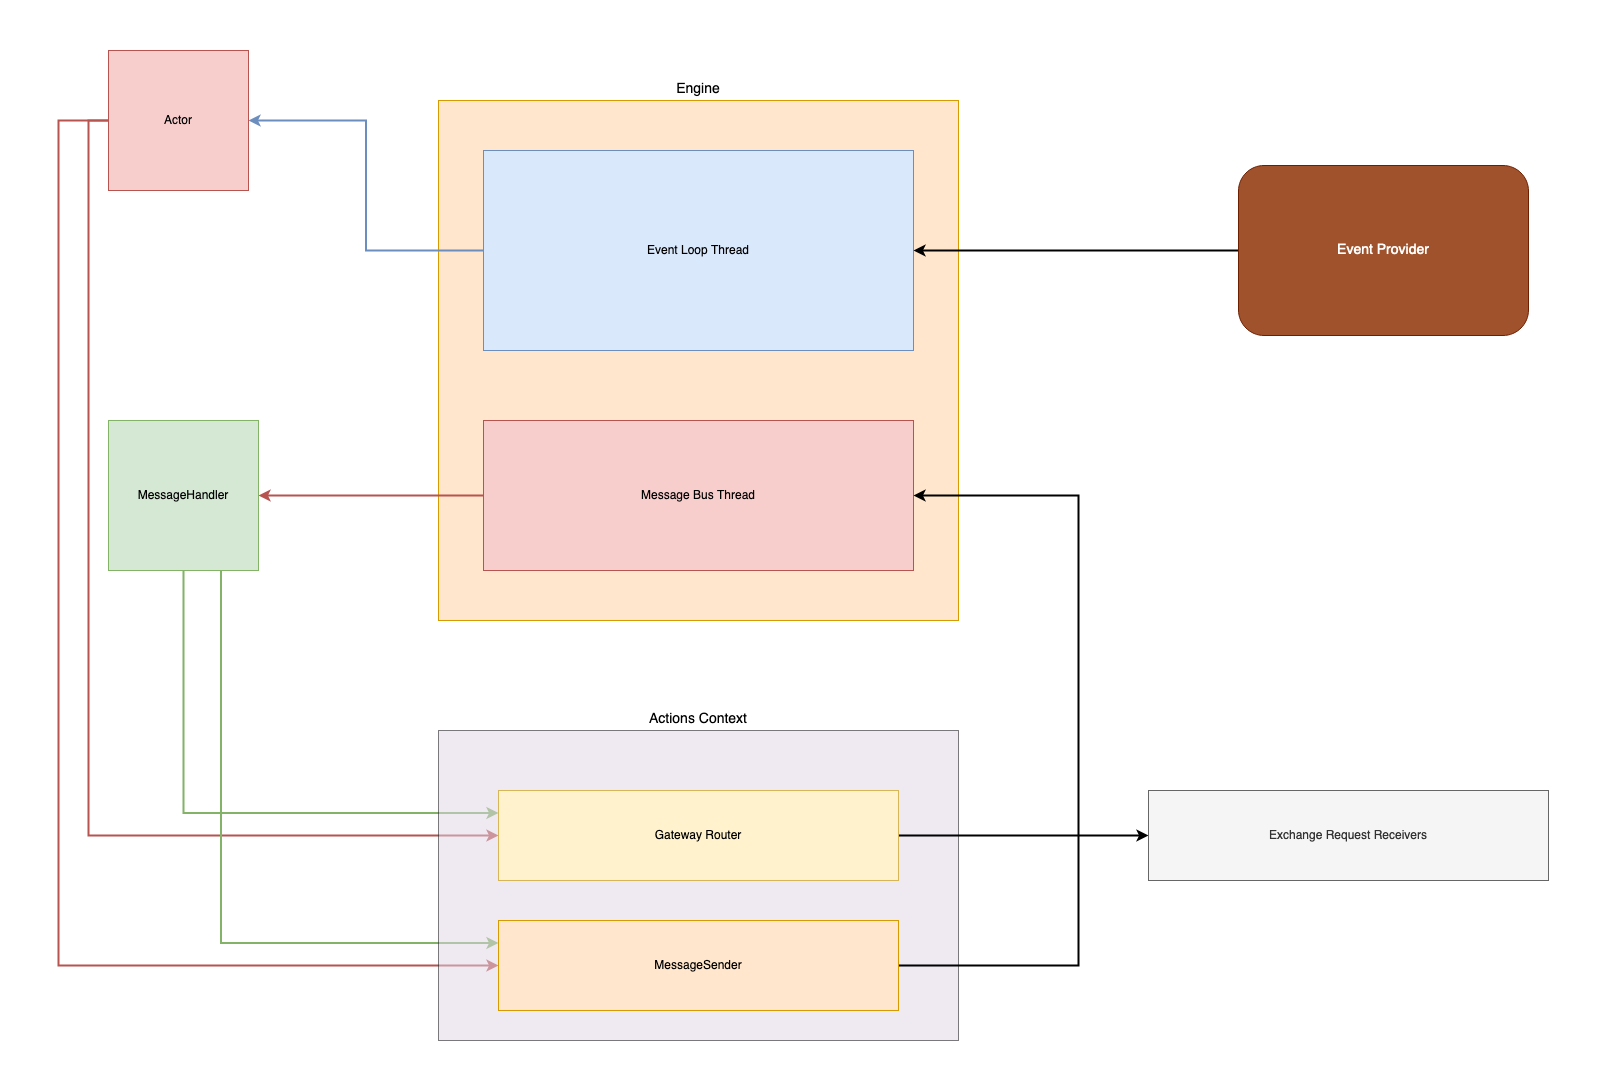 Engine
Actor
Event Loop Thread
Event Provider
MessageHandler
Message Bus Thread
Actions Context
Gateway Router
Exchange Request Receivers
MessageSender